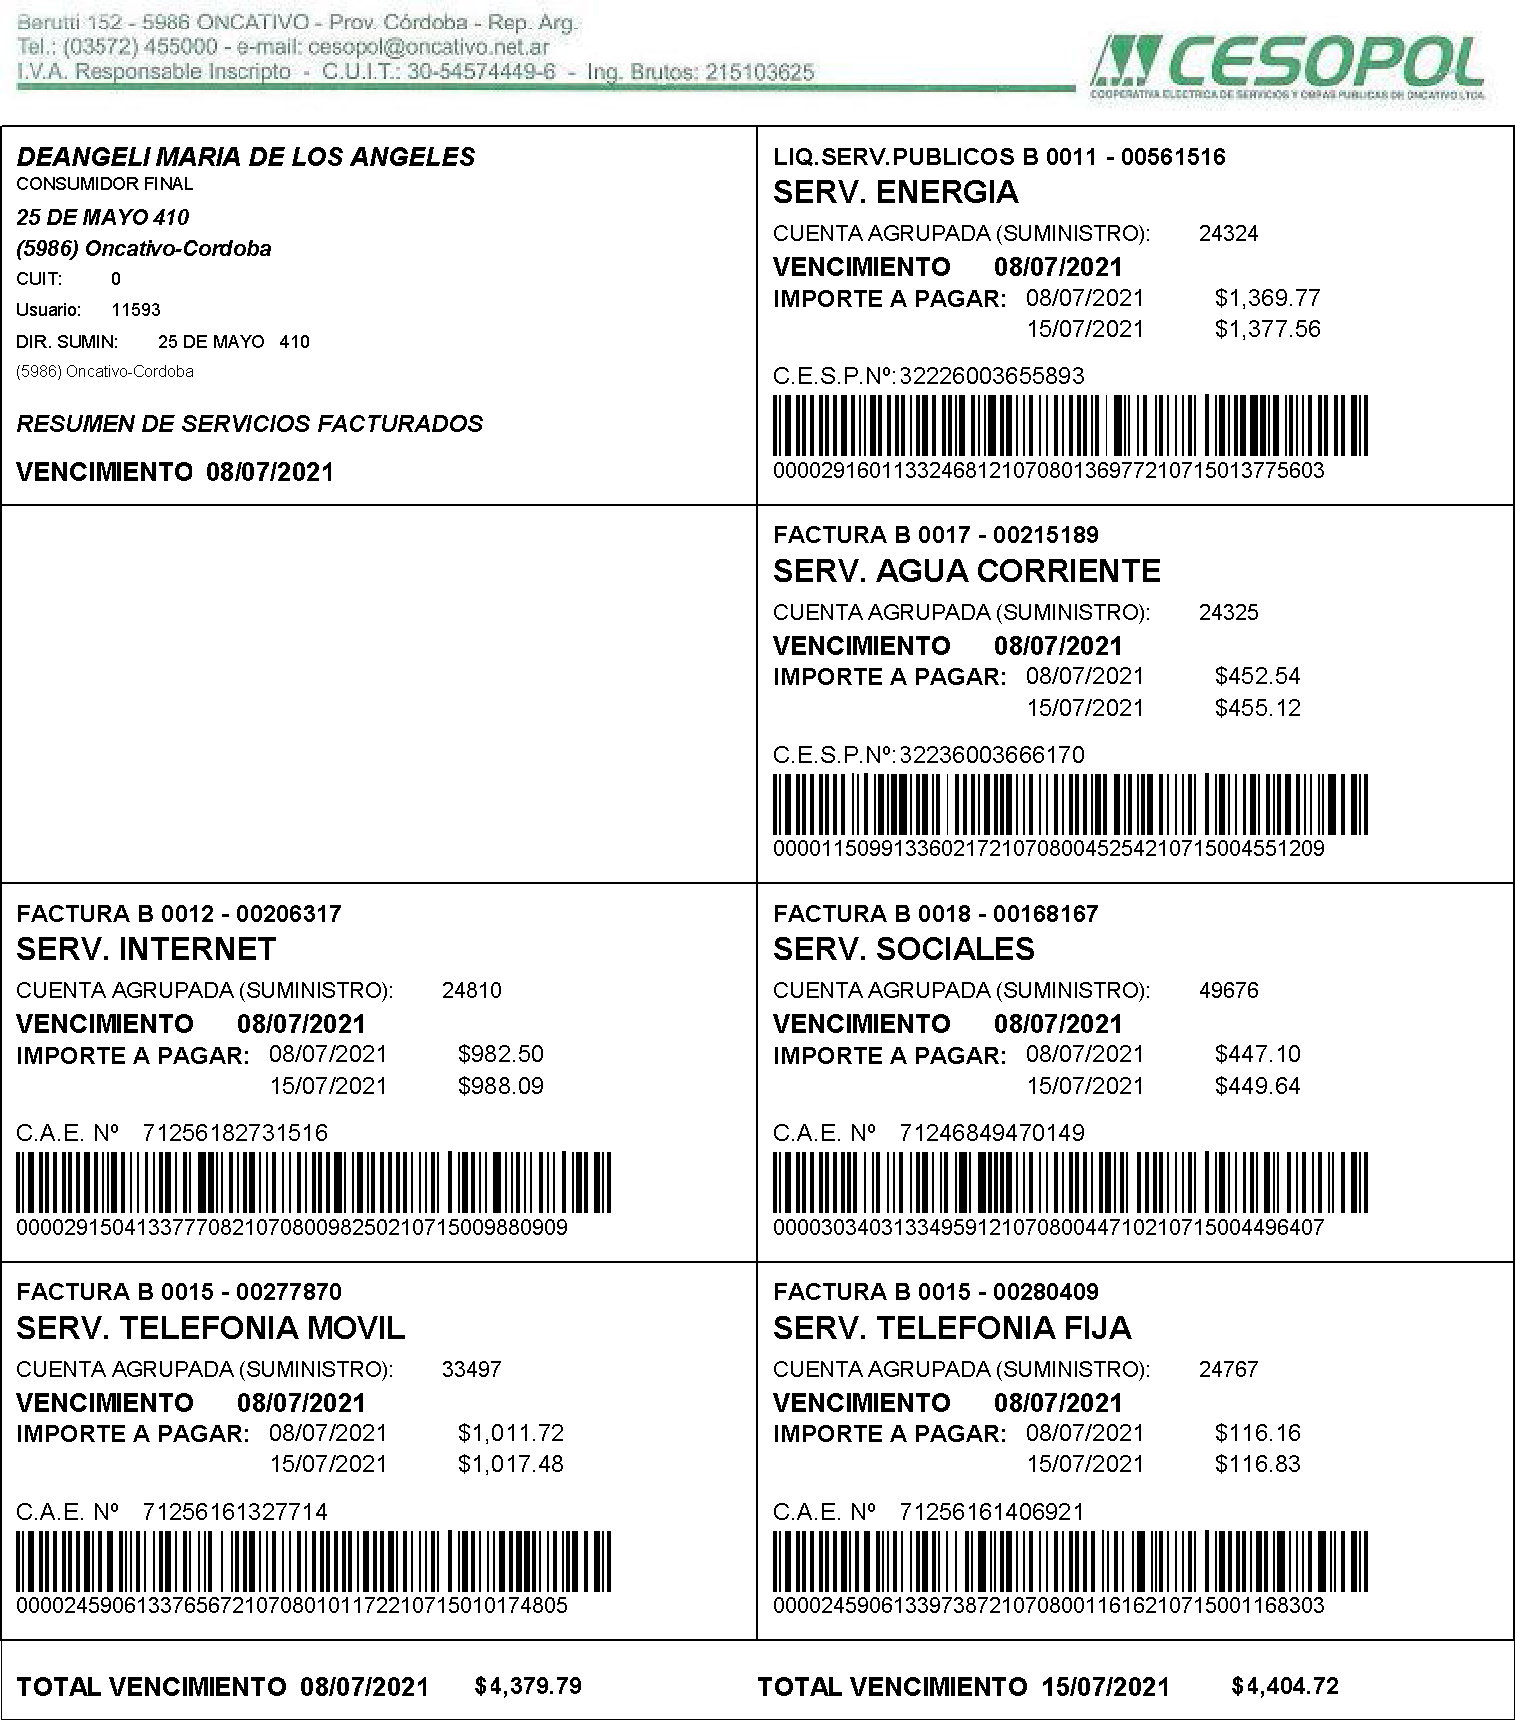 Berutti 152 - 5986 ONCATIVO - Prov. Córdoba - Rep. Arg.
Tel.: (03572) 455000 - e-mail: cesopol@oncativo.net.ar
I.V.A. Responsable Inscripto - C.U.I.T.: 30-54574449-6 - Ing. Brutos: 215103625
CESOPOL
COOPERATIVA ELECTRICA DE SERVICIOS Y OBRAS PUBLICAS DE ONCATIVO LTDA.
DEANGELI MARIA DE LOS ANGELES
CONSUMIDOR FINAL
25 DE MAYO 410
(5986) Oncativo-Cordoba
CUIT: 0
Usuario: 11593
DIR. SUMIN: 25 DE MAYO 410
(5986) Oncativo-Cordoba
RESUMEN DE SERVICIOS FACTURADOS
VENCIMIENTO 08/07/2021
LIQ.SERV.PUBLICOS B 0011 - 00561516
SERV. ENERGIA
CUENTA AGRUPADA (SUMINISTRO): 24324
VENCIMIENTO 08/07/2021
IMPORTE A PAGAR: 08/07/2021 $1,369.77
15/07/2021 $1,377.56
C.E.S.P.Nº: 32226003655893
00002916011332468121070801369772107150137756​03
FACTURA B 0017 - 00215189
SERV. AGUA CORRIENTE
CUENTA AGRUPADA (SUMINISTRO): 24325
VENCIMIENTO 08/07/2021
IMPORTE A PAGAR: 08/07/2021 $452.54
15/07/2021 $455.12
C.E.S.P.Nº: 32236003666170
0000115099133602172107080045254210715004551209
FACTURA B 0012 - 00206317
SERV. INTERNET
CUENTA AGRUPADA (SUMINISTRO): 24810
VENCIMIENTO 08/07/2021
IMPORTE A PAGAR: 08/07/2021 $982.50
15/07/2021 $988.09
C.A.E. Nº 71256182731516
0000291504133777082107080098250210715009880909
FACTURA B 0018 - 00168167
SERV. SOCIALES
CUENTA AGRUPADA (SUMINISTRO): 49676
VENCIMIENTO 08/07/2021
IMPORTE A PAGAR: 08/07/2021 $447.10
15/07/2021 $449.64
C.A.E. Nº 71246849470149
0000303403133495912107080044710210715004496407
FACTURA B 0015 - 00277870
SERV. TELEFONIA MOVIL
CUENTA AGRUPADA (SUMINISTRO): 33497
VENCIMIENTO 08/07/2021
IMPORTE A PAGAR: 08/07/2021 $1,011.72
15/07/2021 $1,017.48
C.A.E. Nº 71256161327714
0000245906133765672107080101172210715010174805
FACTURA B 0015 - 00280409
SERV. TELEFONIA FIJA
CUENTA AGRUPADA (SUMINISTRO): 24767
VENCIMIENTO 08/07/2021
IMPORTE A PAGAR: 08/07/2021 $116.16
15/07/2021 $116.83
C.A.E. Nº 71256161406921
0000245906133973872107080011616210715001168303
TOTAL VENCIMIENTO 08/07/2021 $4,379.79
TOTAL VENCIMIENTO 15/07/2021 $4,404.72